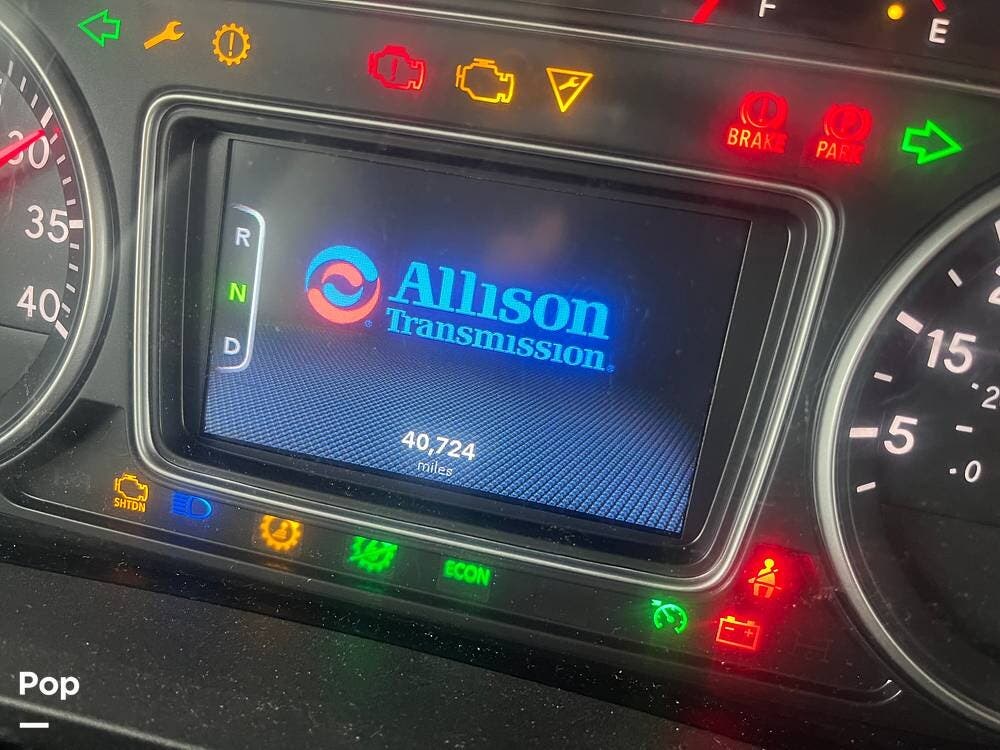 F
E
BRAKE
PARK
30
35
40
R
N
D
Allison
Transmission®
40,724
miles
15
5
0
SHTDN
ECON
Pop